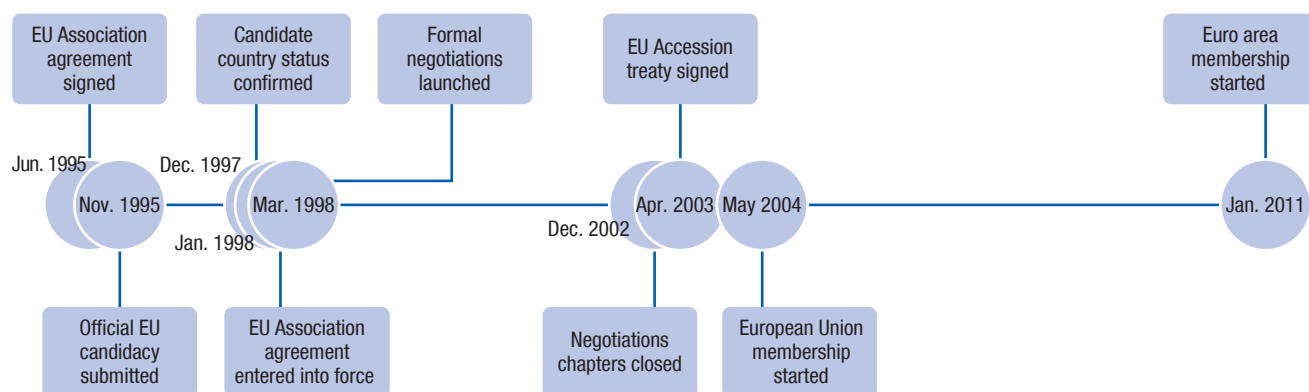 EU Association
agreement
signed
Candidate
country status
confirmed
Formal
negotiations
launched
EU Accession
treaty signed
Euro area
membership
started
Jun. 1995
Nov. 1995
Dec. 1997
Jan. 1998
Mar. 1998
Dec. 2002
Apr. 2003
May 2004
Jan. 2011
Official EU
candidacy
submitted
EU Association
agreement
entered into force
Negotiations
chapters closed
European Union
membership
started